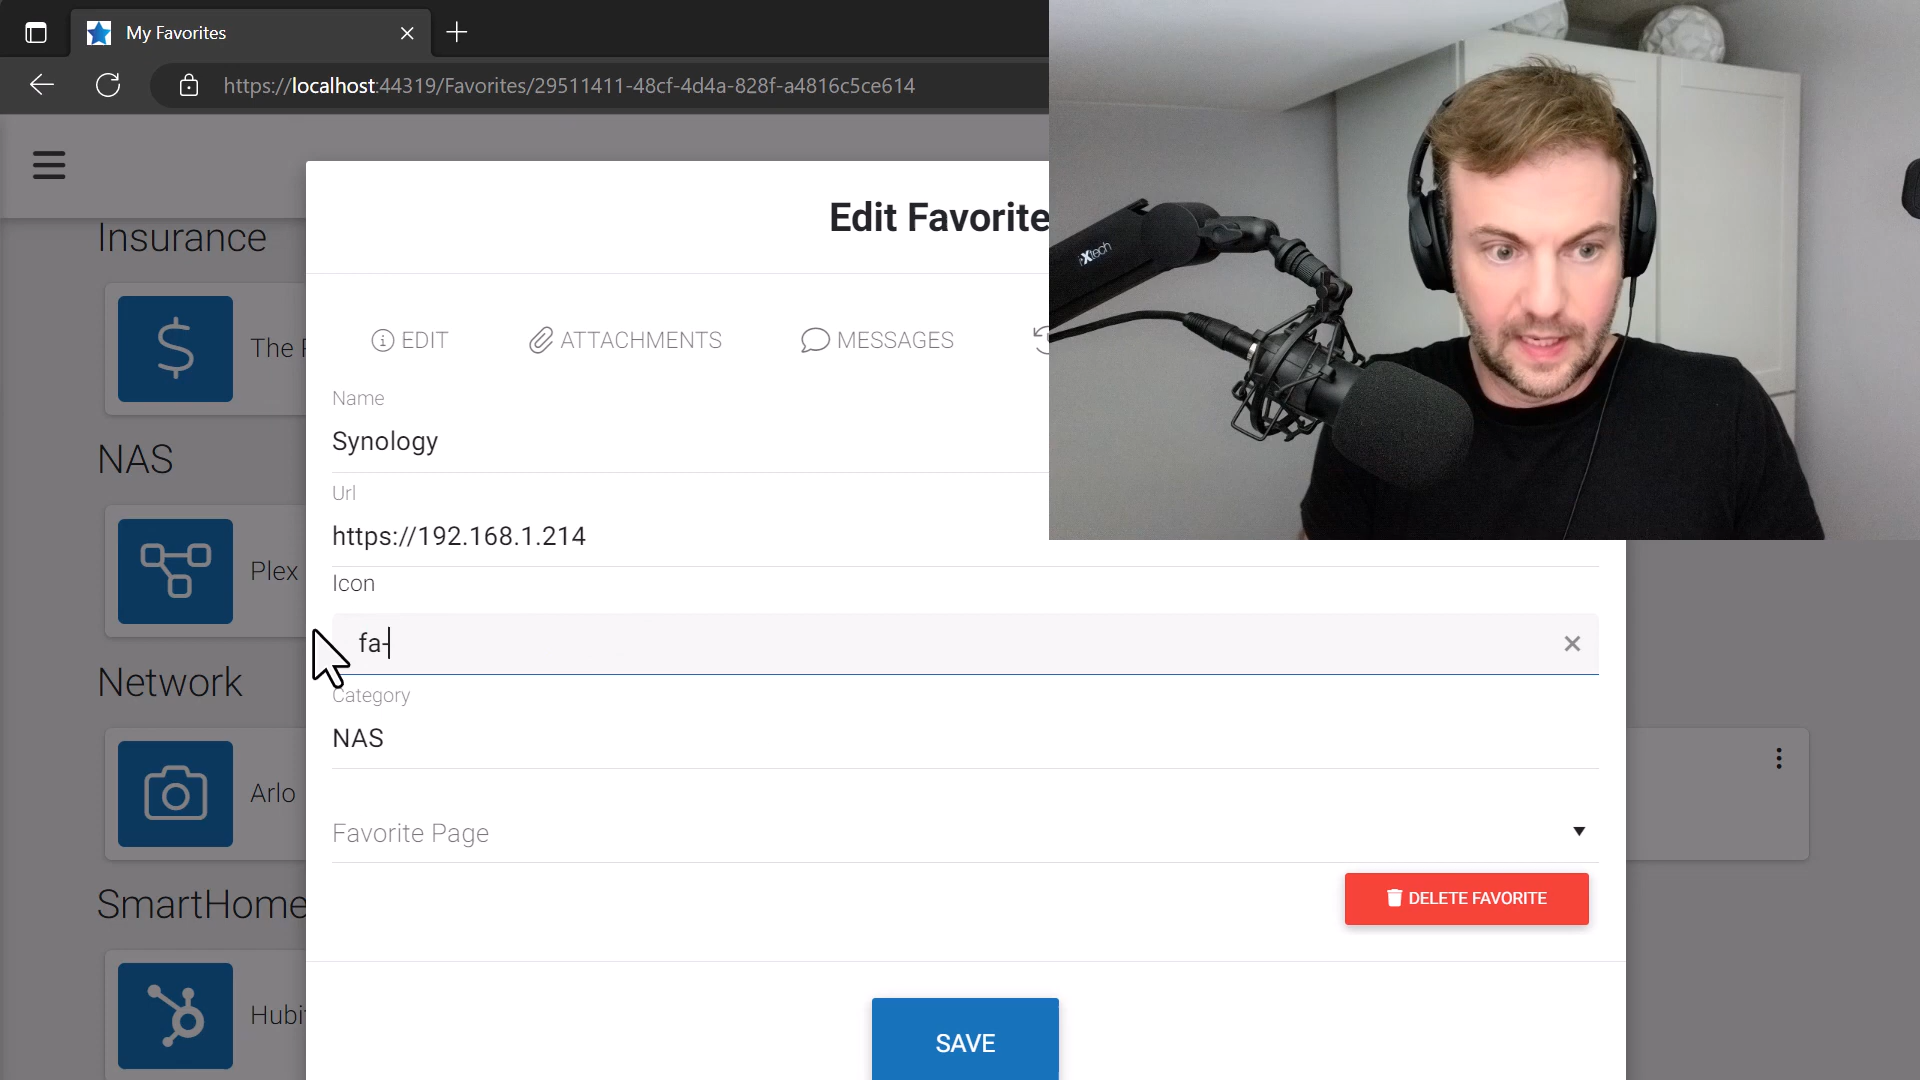 My Favorites
https://localhost:44319/Favorites/29511411-48cf-4d4a-828f-a4816c5ce614
Edit Favorite
Insurance
The
EDIT
ATTACHMENTS
MESSAGES
Name
Synology
NAS
Url
https://192.168.1.214
Plex
Icon
fa-
Network
Category
NAS
Arlo
Favorite Page
DELETE FAVORITE
SmartHome
Hubi
SAVE